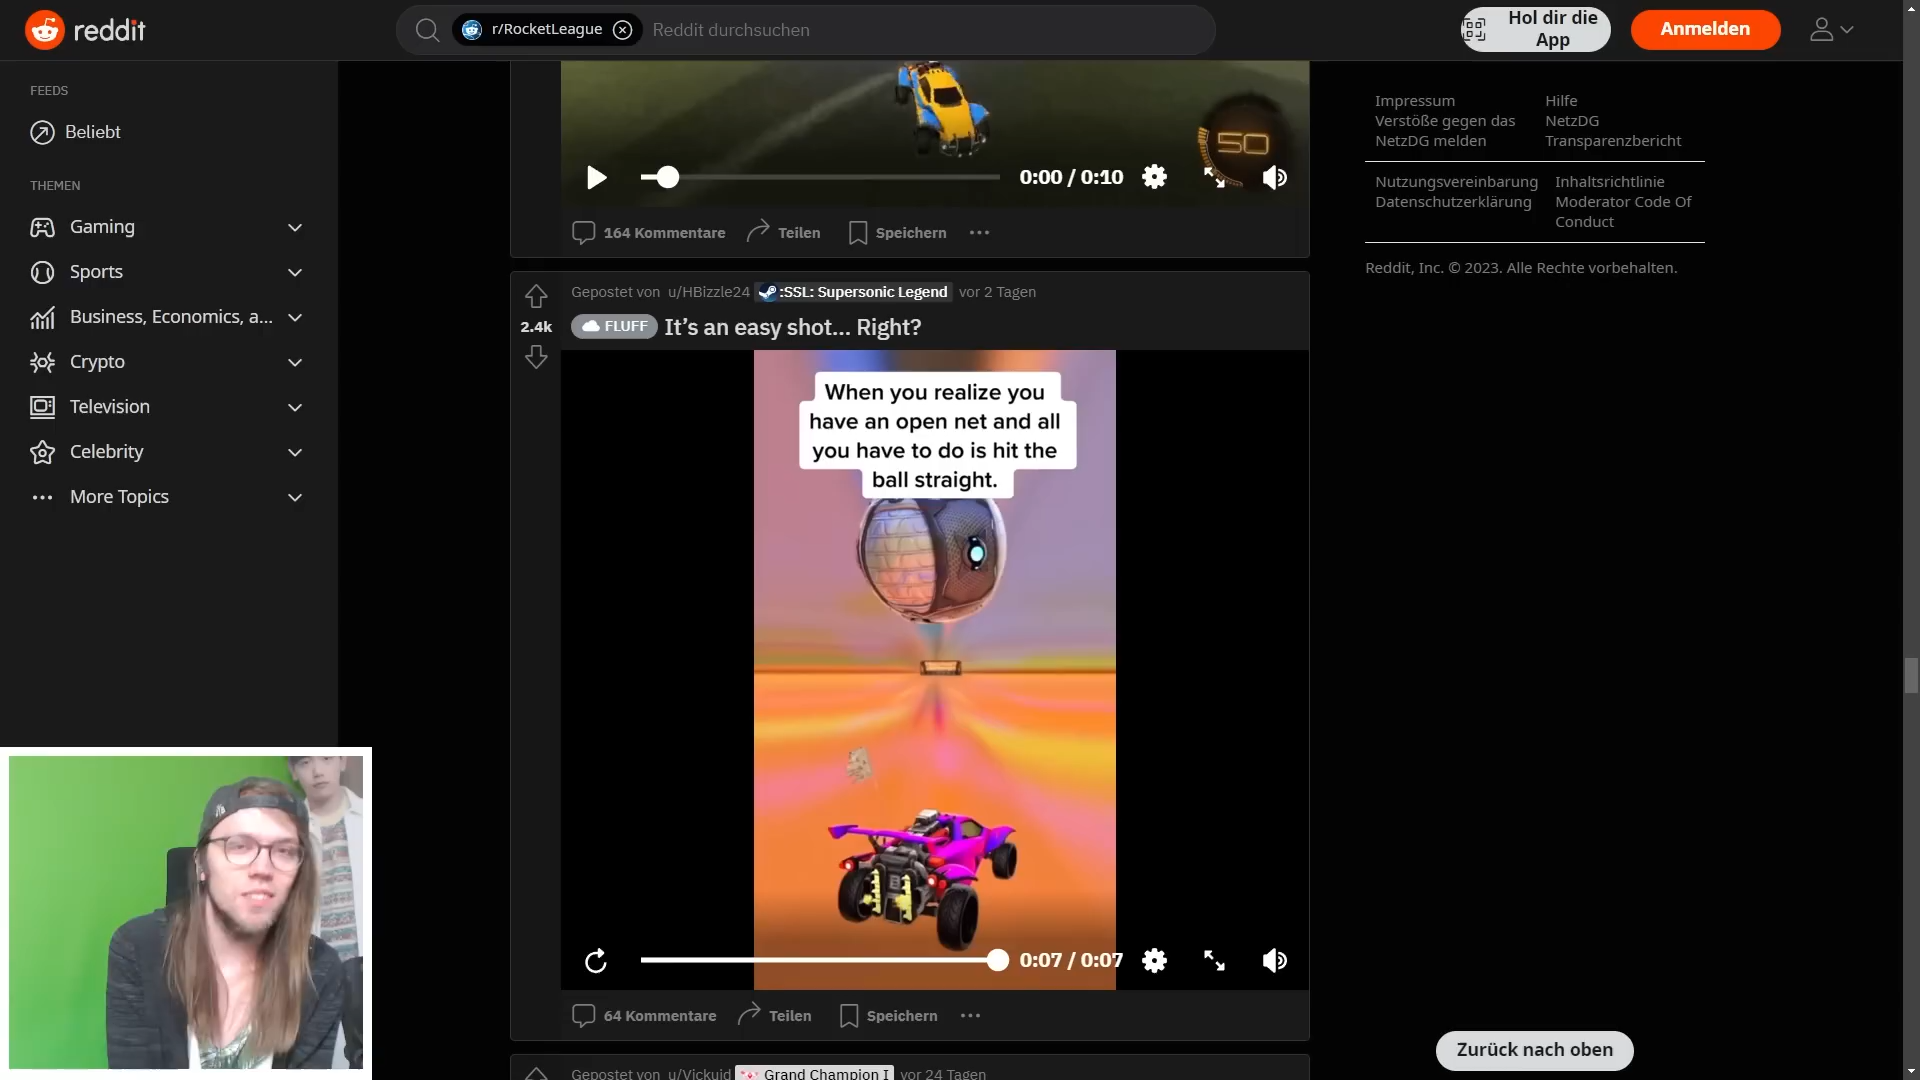 reddit
r/RocketLeague
Reddit durchsuchen
Hol dir die
App
Anmelden
FEEDS
Beliebt
THEMEN
Gaming
Sports
Business, Economics, a...
Crypto
Television
Celebrity
More Topics
50
0:00 / 0:10
164 Kommentare
Teilen
Speichern
Gepostet von u/HBizzle24 :SSL: Supersonic Legend vor 2 Tagen
2.4k
FLUFF It's an easy shot... Right?
When you realize you
have an open net and all
you have to do is hit the
ball straight.
0:07 / 0:07
64 Kommentare
Teilen
Speichern
Gepostet von u/Vickuid Grand Champion I vor 24 Tagen
Impressum
Verstöße gegen das
NetzDG melden
Hilfe
NetzDG
Transparenzbericht
Nutzungsvereinbarung
Datenschutzerklärung
Inhaltsrichtlinie
Moderator Code Of
Conduct
Reddit, Inc. © 2023. Alle Rechte vorbehalten.
Zurück nach oben